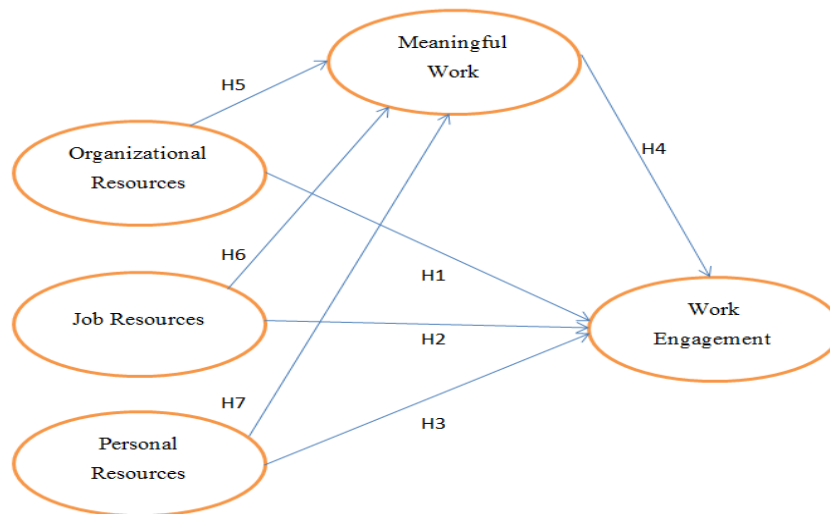 Meaningful
Work
H5
Organizational
Resources
H4
H6
H1
Job Resources
H2
Work
Engagement
H7
H3
Personal
Resources